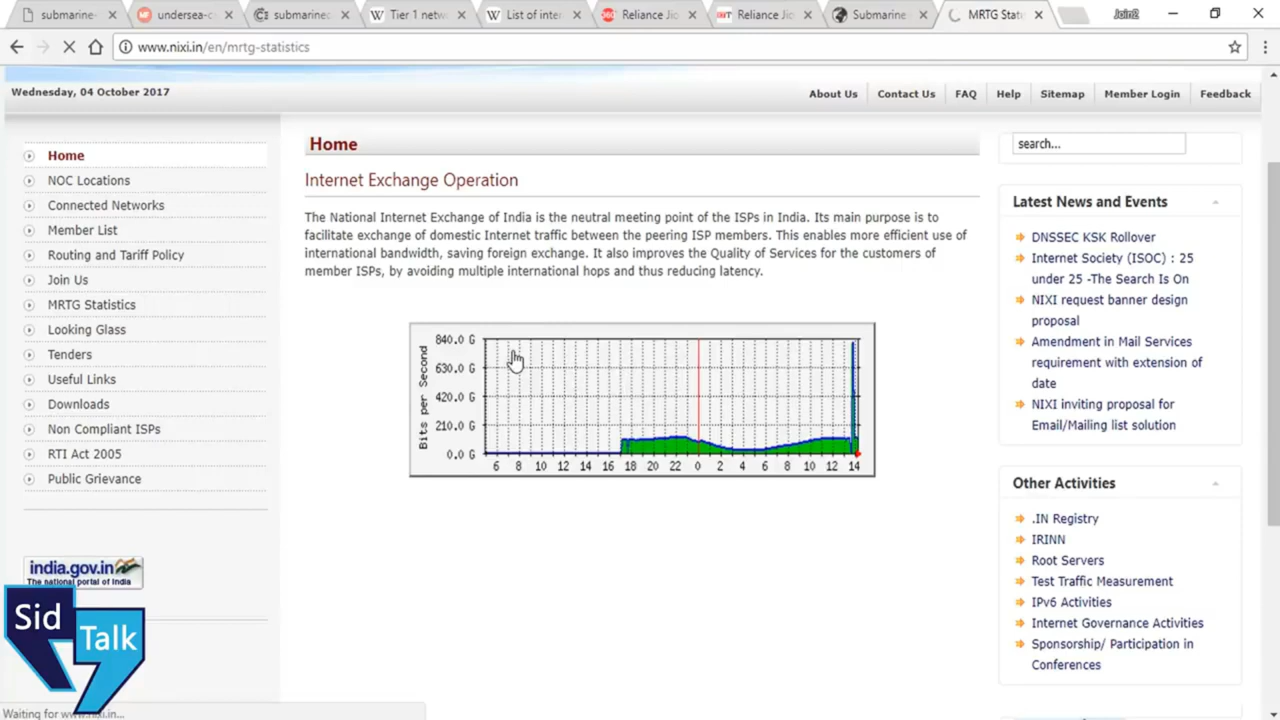 submarine-
undersea-c
submarinec
Tier 1 netw
List of inter
Reliance Jio
Reliance Jio
Submarine
MRTG Stati
Join2
www.nixi.in/en/mrtg-statistics
Wednesday, 04 October 2017
About Us
Contact Us
FAQ
Help
Sitemap
Member Login
Feedback
Home
NOC Locations
Connected Networks
Member List
Routing and Tariff Policy
Join Us
MRTG Statistics
Looking Glass
Tenders
Useful Links
Downloads
Non Compliant ISPs
RTI Act 2005
Public Grievance
india.gov.in
The national portal of India
Sid
Talk
Waiting for www.nixi.in...
Home
Internet Exchange Operation
The National Internet Exchange of India is the neutral meeting point of the ISPs in India. Its main purpose is to
facilitate exchange of domestic Internet traffic between the peering ISP members. This enables more efficient use of
international bandwidth, saving foreign exchange. It also improves the Quality of Services for the customers of
member ISPs, by avoiding multiple international hops and thus reducing latency.
Bits per Second
840.0 G
630.0 G
420.0 G
210.0 G
0.0 G
6 8 10 12 14 16 18 20 22 0 2 4 6 8 10 12 14
search...
Latest News and Events
DNSSEC KSK Rollover
Internet Society (ISOC) : 25
under 25 -The Search Is On
NIXI request banner design
proposal
Amendment in Mail Services
requirement with extension of
date
NIXI inviting proposal for
Email/Mailing list solution
Other Activities
.IN Registry
IRINN
Root Servers
Test Traffic Measurement
IPv6 Activities
Internet Governance Activities
Sponsorship/ Participation in
Conferences